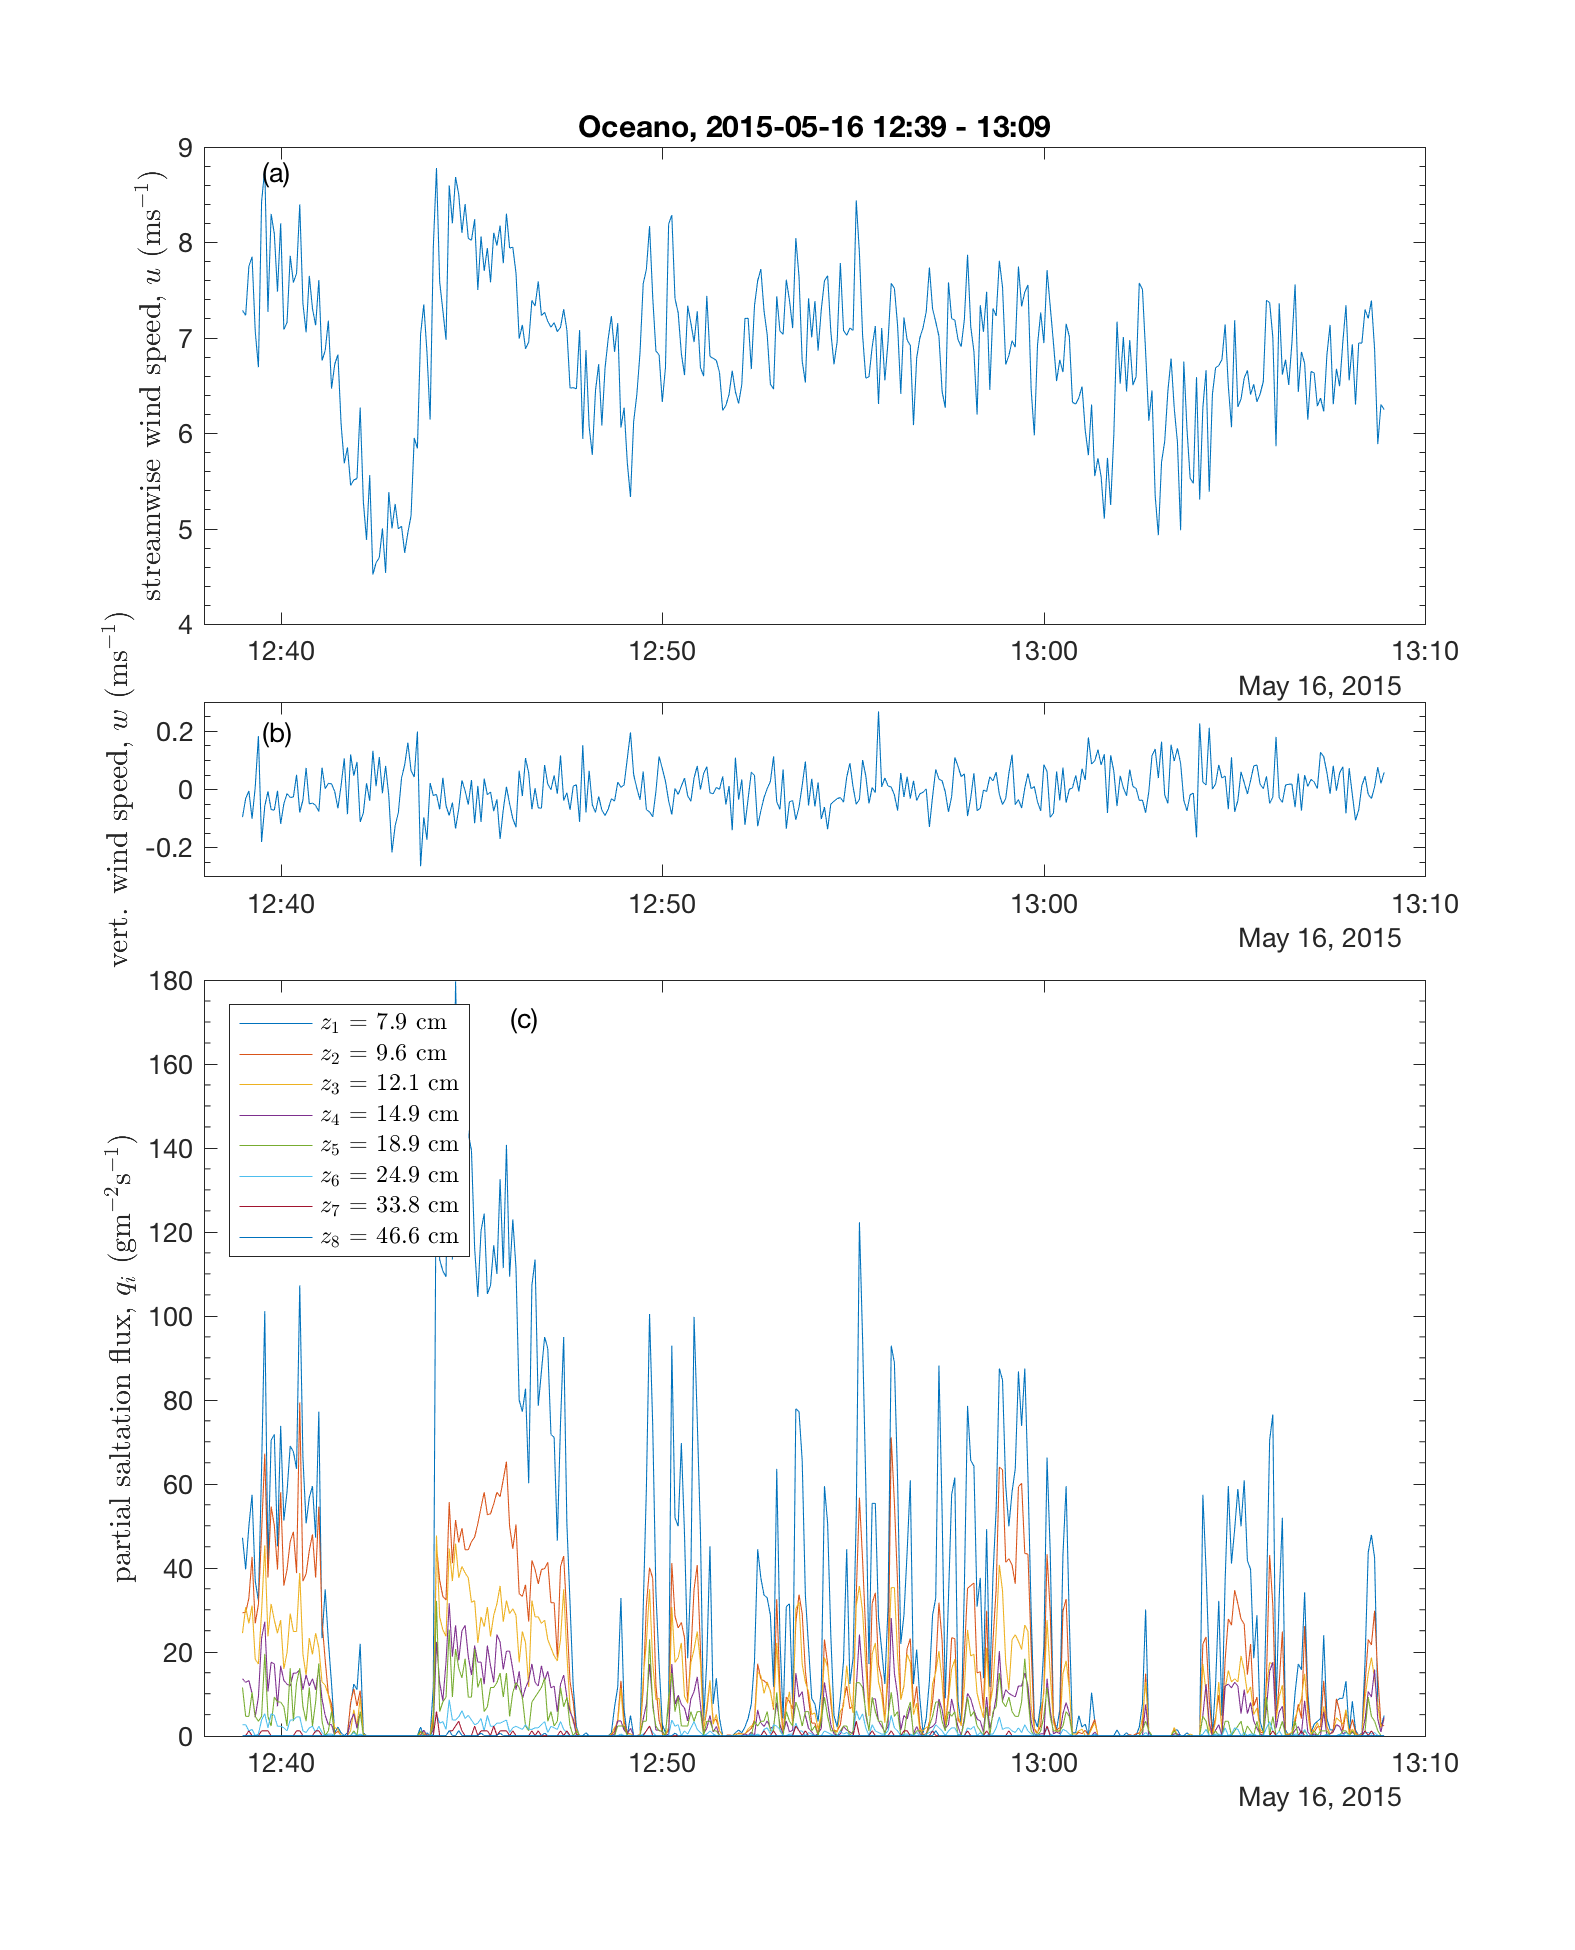 Oceano, 2015-05-16 12:39 - 13:09
(a)
streamwise wind speed, u (ms⁻¹)
9
8
7
6
5
4
12:40 12:50 13:00 13:10
May 16, 2015
(b)
vert. wind speed, w (ms⁻¹)
0.2
0
-0.2
12:40 12:50 13:00 13:10
May 16, 2015
(c)
partial saltation flux, qᵢ (gm⁻²s⁻¹)
180
160
140
120
100
80
60
40
20
0
z₁ = 7.9 cm
z₂ = 9.6 cm
z₃ = 12.1 cm
z₄ = 14.9 cm
z₅ = 18.9 cm
z₆ = 24.9 cm
z₇ = 33.8 cm
z₈ = 46.6 cm
12:40 12:50 13:00 13:10
May 16, 2015